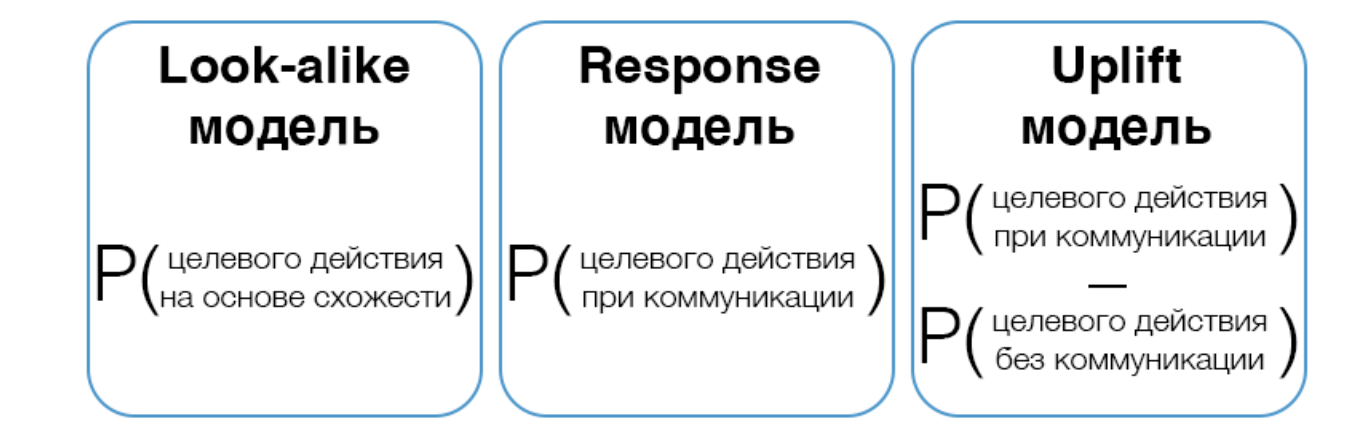 Look-alike
модель
P(целевого действия
на основе схожести)
Response
модель
P(целевого действия
при коммуникации)
Uplift
модель
P(целевого действия
при коммуникации)
—
P(целевого действия
без коммуникации)